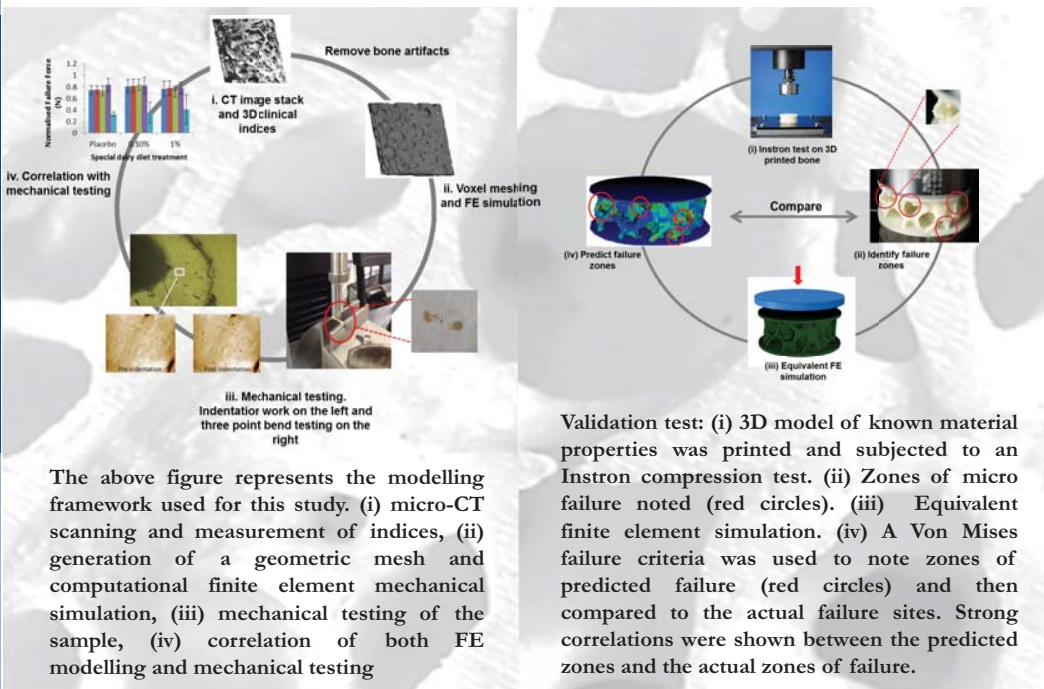 Remove bone artifacts
i. CT image stack
and 3D clinical
indices
Normalised Failure Force
(N)
1.2
1
0.8
0.6
0.4
0.2
0
Placebo 0.10% 1%
Special dairy diet treatment
iv. Correlation with
mechanical testing
ii. Voxel meshing
and FE simulation
Pre indentation
Post indentation
iii. Mechanical testing.
Indentatior work on the left and
three point bend testing on the
right
The above figure represents the modelling
framework used for this study. (i) micro-CT
scanning and measurement of indices, (ii)
generation of a geometric mesh and
computational finite element mechanical
simulation, (iii) mechanical testing of the
sample, (iv) correlation of both FE
modelling and mechanical testing
(i) Instron test on 3D
printed bone
Compare
(iv) Predict failure
zones
(ii) Identify failure
zones
(iii) Equivalent FE
simulation
Validation test: (i) 3D model of known material
properties was printed and subjected to an
Instron compression test. (ii) Zones of micro
failure noted (red circles). (iii) Equivalent
finite element simulation. (iv) A Von Mises
failure criteria was used to note zones of
predicted failure (red circles) and then
compared to the actual failure sites. Strong
correlations were shown between the predicted
zones and the actual zones of failure.